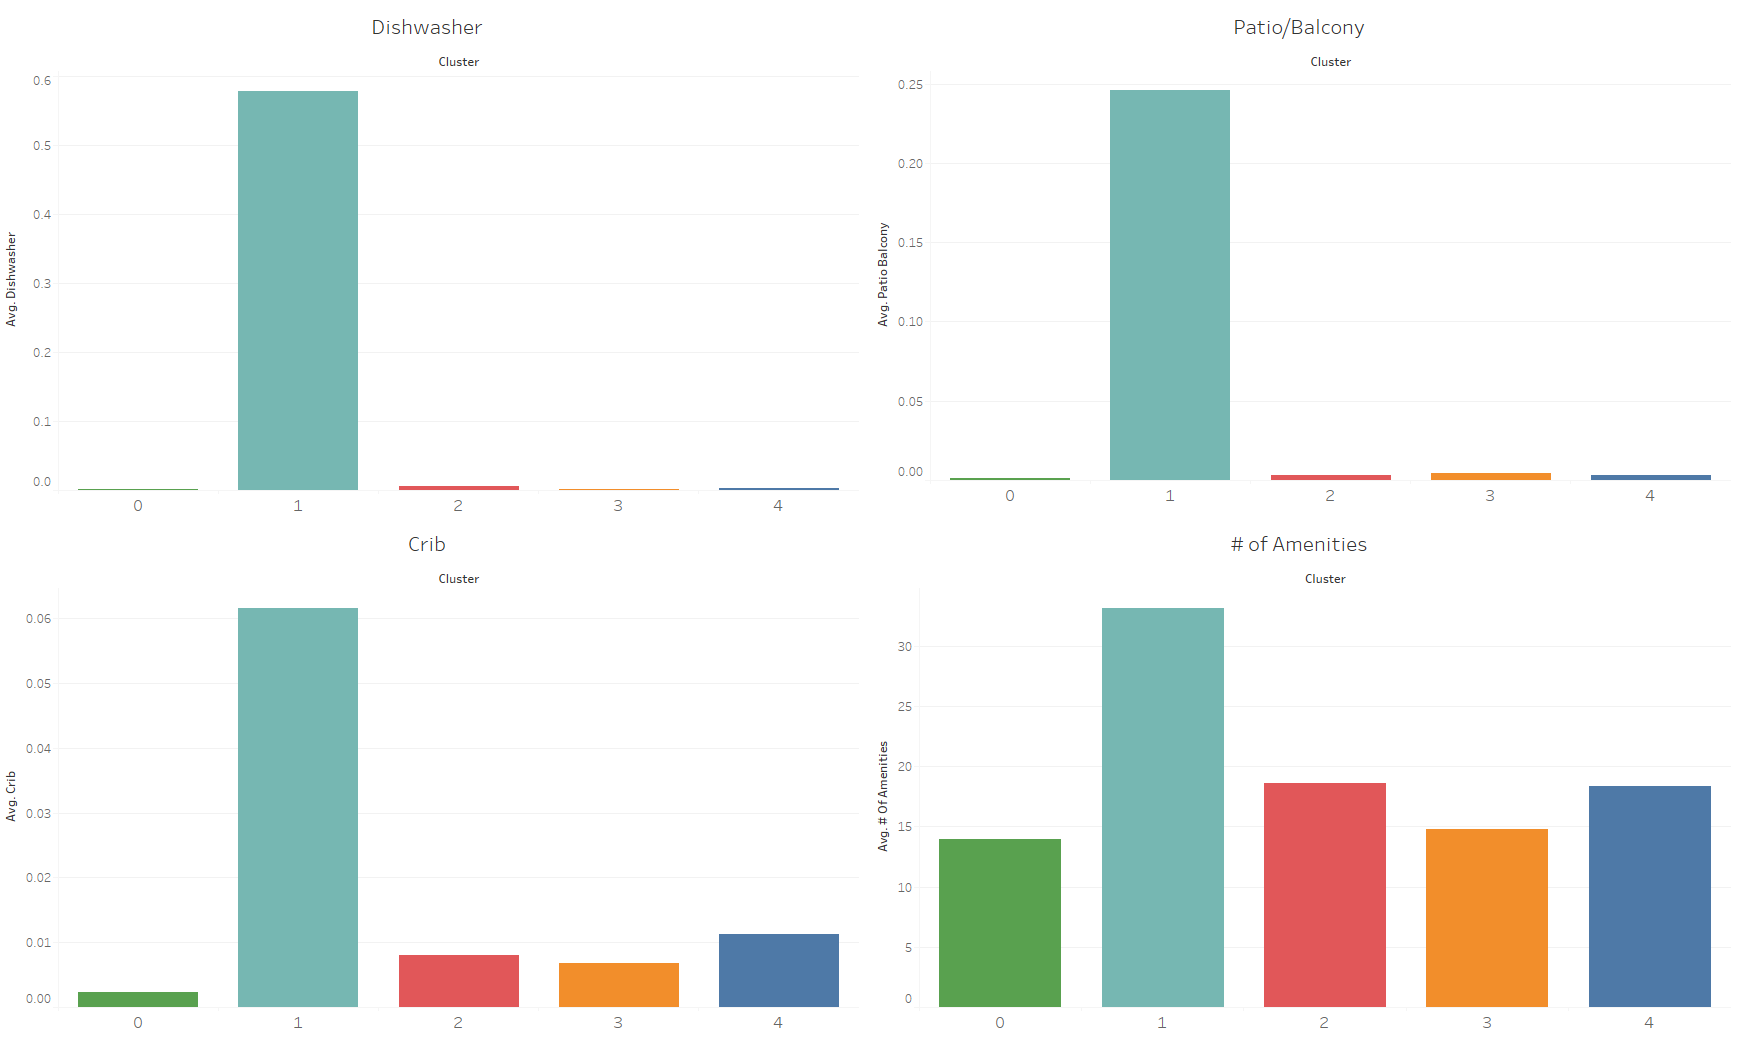 Dishwasher
Cluster
Avg. Dishwasher
0.6
0.5
0.4
0.3
0.2
0.1
0.0
0 1 2 3 4
Patio/Balcony
Cluster
Avg. Patio Balcony
0.25
0.20
0.15
0.10
0.05
0.00
0 1 2 3 4
Crib
Cluster
Avg. Crib
0.06
0.05
0.04
0.03
0.02
0.01
0.00
0 1 2 3 4
# of Amenities
Cluster
Avg. # Of Amenities
30
25
20
15
10
5
0
0 1 2 3 4